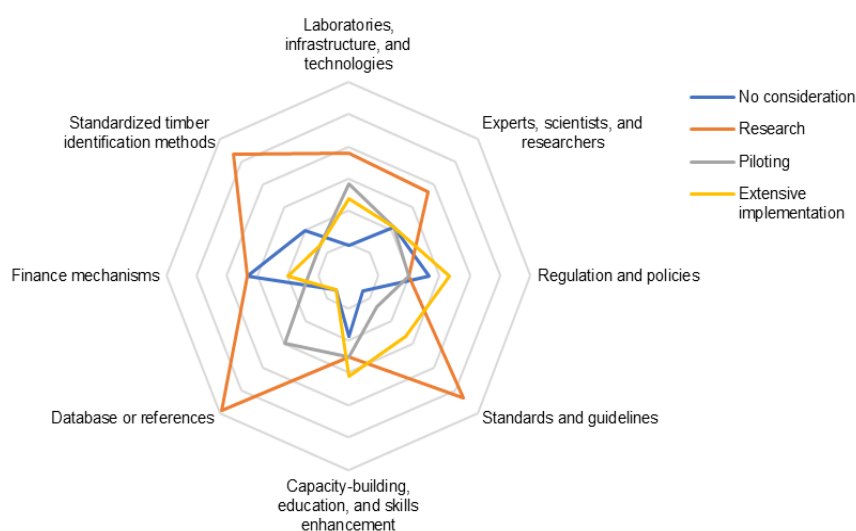 Laboratories,
infrastructure, and
technologies
Standardized timber
identification methods
Experts, scientists, and
researchers
No consideration
Research
Piloting
Extensive
implementation
Finance mechanisms
Regulation and policies
Database or references
Standards and guidelines
Capacity-building,
education, and skills
enhancement